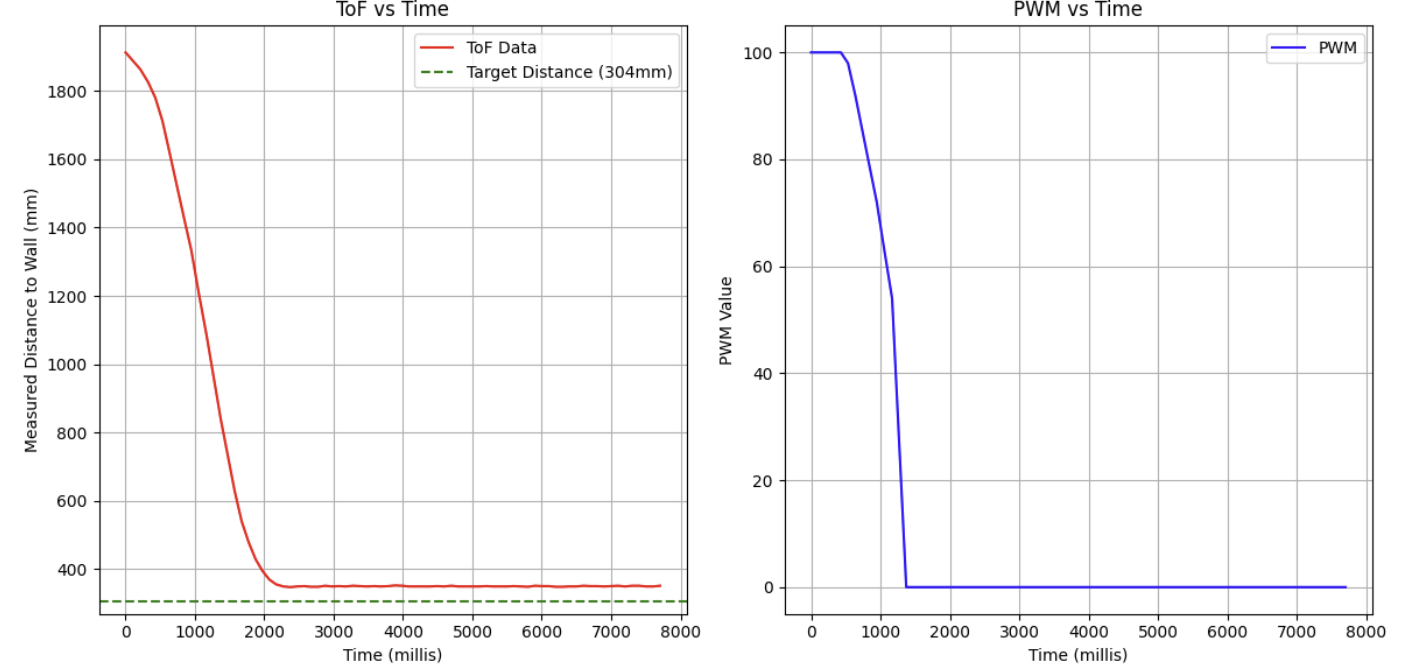 ToF vs Time
ToF Data
Target Distance (304mm)
1800
1600
1400
1200
1000
800
600
400
Measured Distance to Wall (mm)
0 1000 2000 3000 4000 5000 6000 7000 8000
Time (millis)
PWM vs Time
PWM
100
80
60
40
20
0
PWM Value
0 1000 2000 3000 4000 5000 6000 7000 8000
Time (millis)